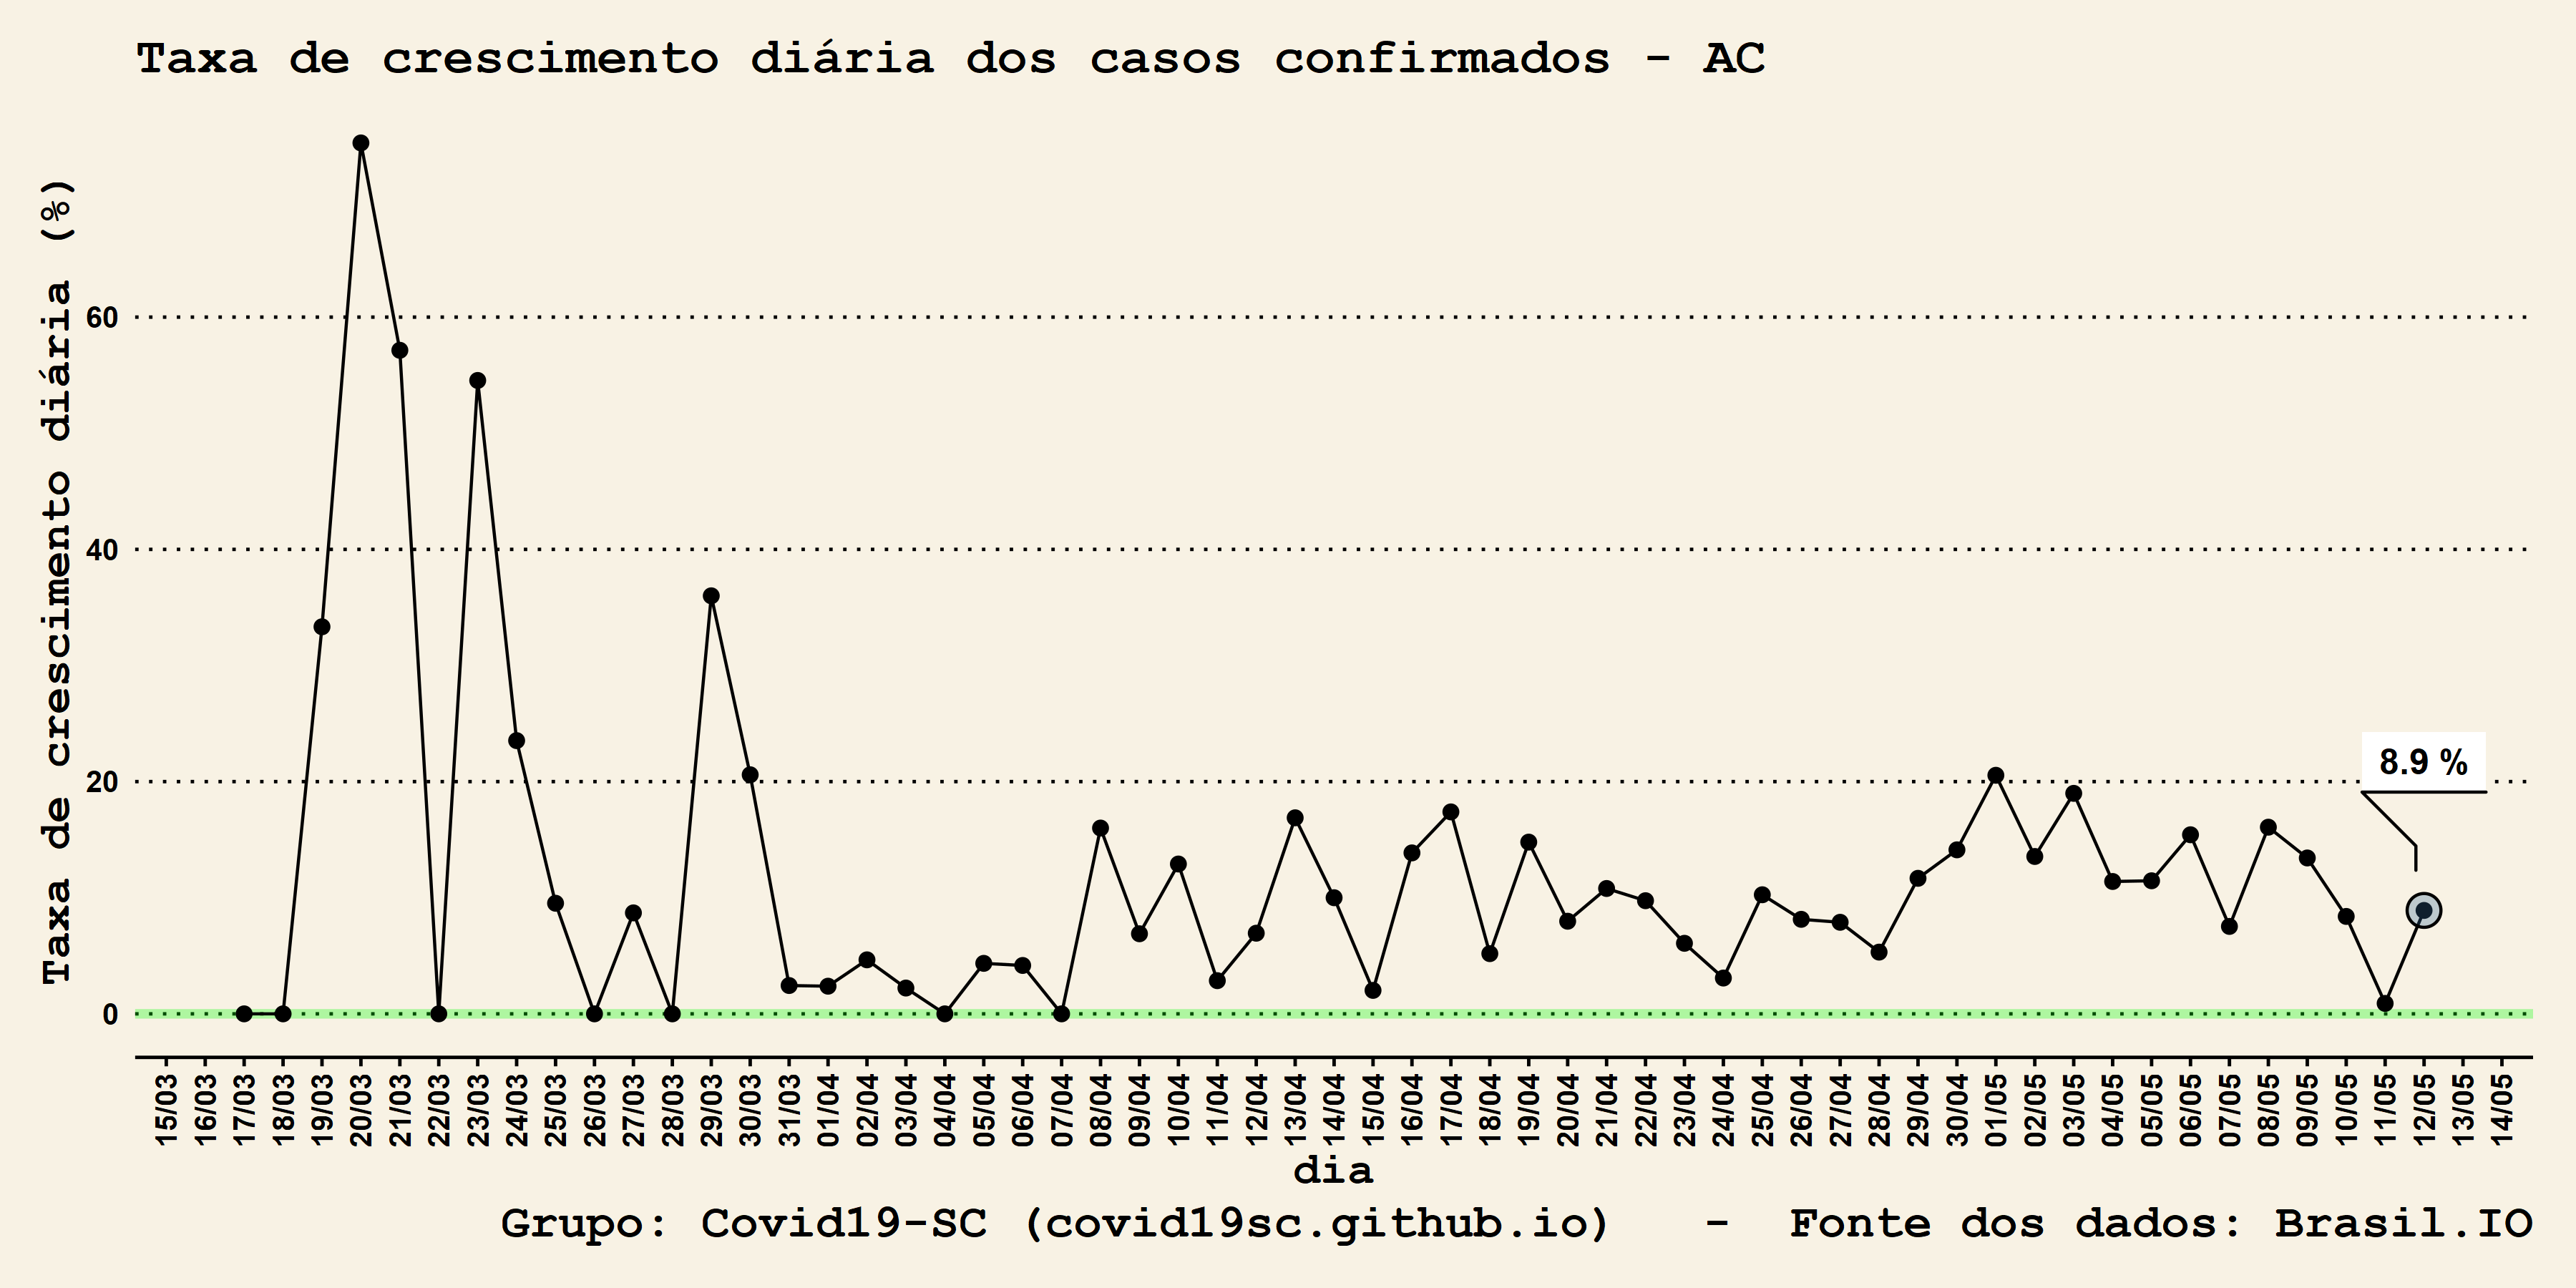 Taxa de crescimento diária dos casos confirmados - AC
Taxa de crescimento diária (%)
60
40
20
0
8.9 %
15/03 16/03 17/03 18/03 19/03 20/03 21/03 22/03 23/03 24/03 25/03 26/03 27/03 28/03 29/03 30/03 31/03 01/04 02/04 03/04 04/04 05/04 06/04 07/04 08/04 09/04 10/04 11/04 12/04 13/04 14/04 15/04 16/04 17/04 18/04 19/04 20/04 21/04 22/04 23/04 24/04 25/04 26/04 27/04 28/04 29/04 30/04 01/05 02/05 03/05 04/05 05/05 06/05 07/05 08/05 09/05 10/05 11/05 12/05 13/05 14/05
dia
Grupo: Covid19-SC (covid19sc.github.io) - Fonte dos dados: Brasil.IO